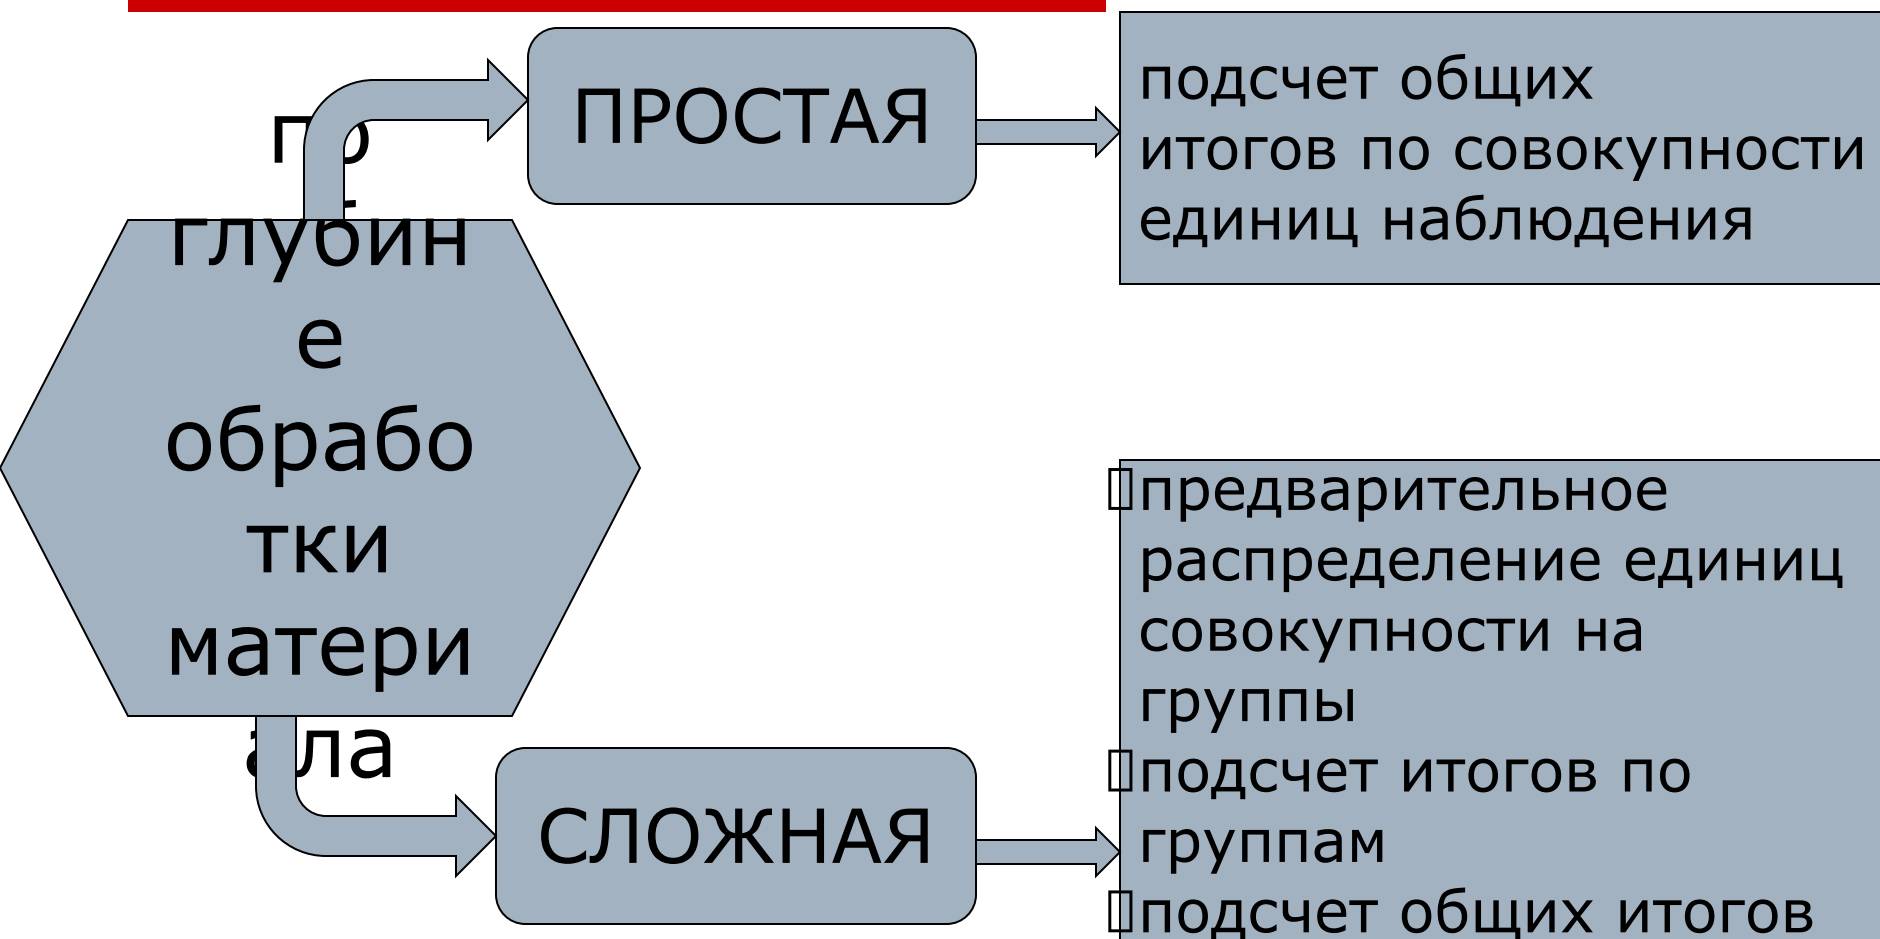 по
глубин
е
обрабо
тки
матери
ала
ПРОСТАЯ
подсчет общих
итогов по совокупности
единиц наблюдения
СЛОЖНАЯ
предварительное
распределение единиц
совокупности на
группы
подсчет итогов по
группам
подсчет общих итогов